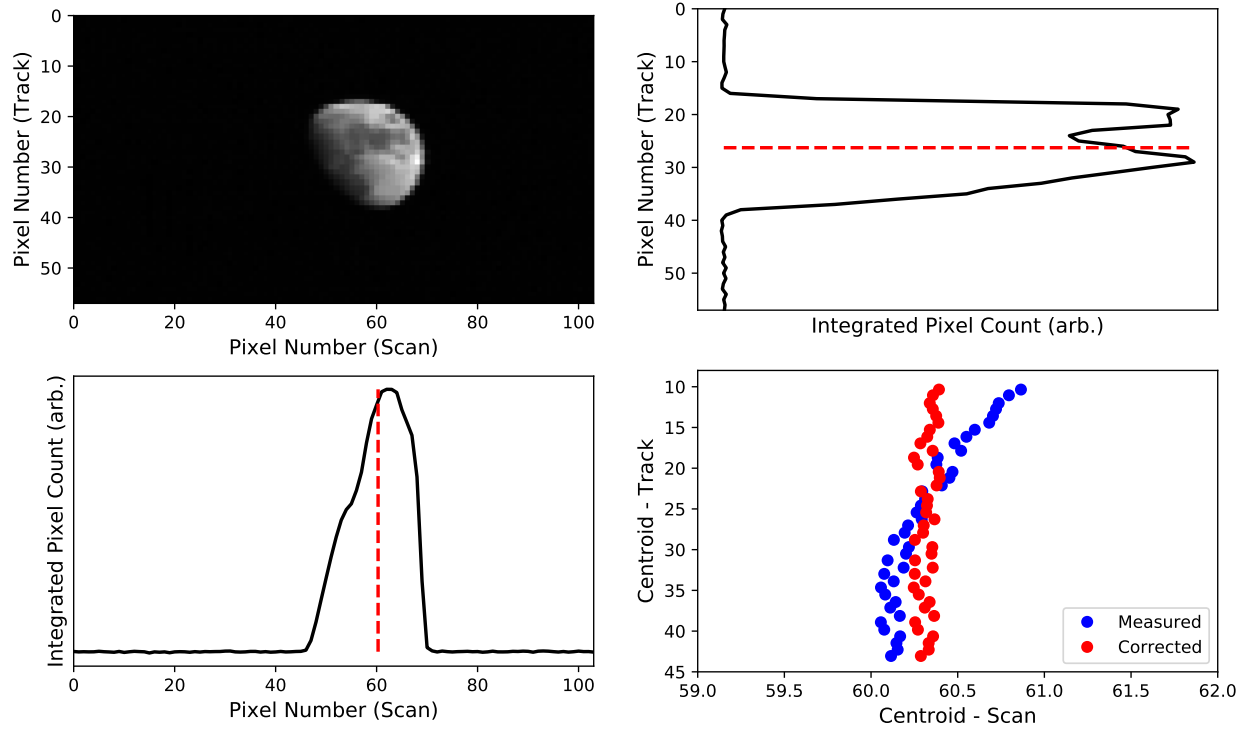 0
10
20
30
40
50
Pixel Number (Track)
0 20 40 60 80 100
Pixel Number (Scan)
0
10
20
30
40
50
Pixel Number (Track)
Integrated Pixel Count (arb.)
Integrated Pixel Count (arb.)
0 20 40 60 80 100
Pixel Number (Scan)
10
15
20
25
30
35
40
45
Centroid - Track
Measured
Corrected
59.0 59.5 60.0 60.5 61.0 61.5 62.0
Centroid - Scan